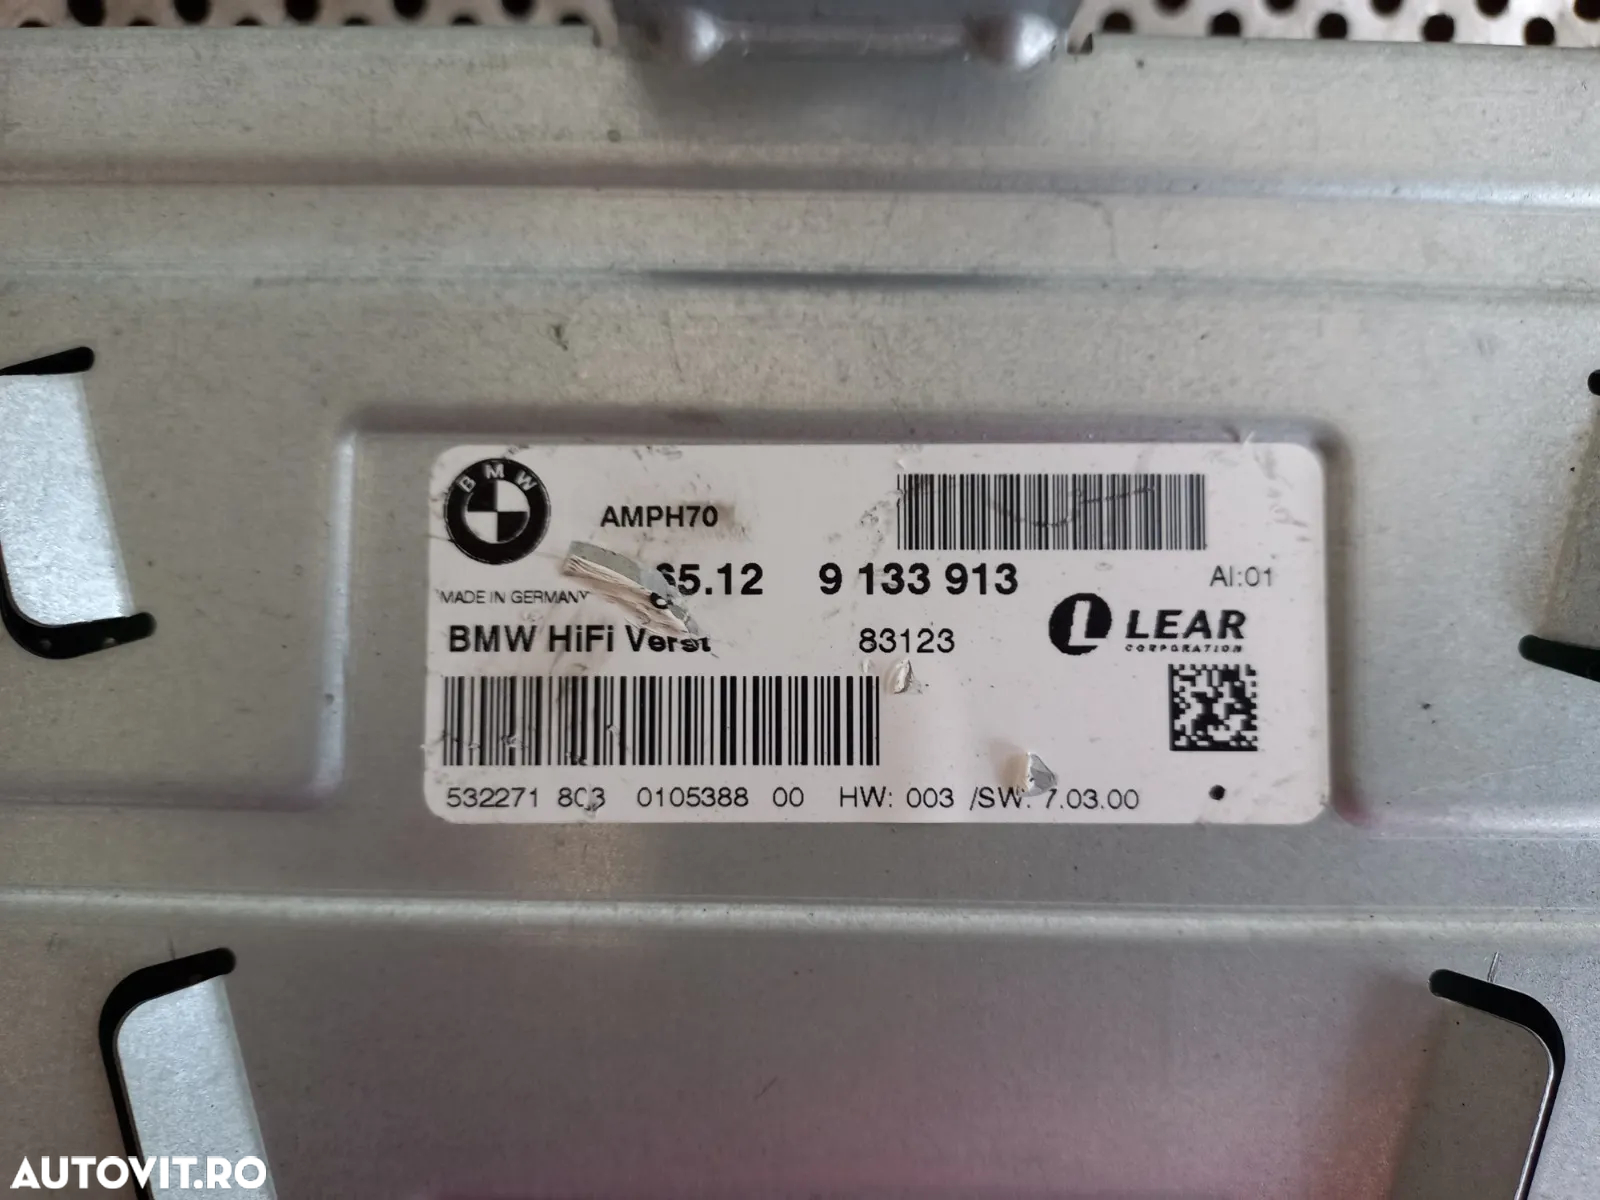 BMW
AMPH70
65.12 9 133 913
AI:01
MADE IN GERMANY
BMW HiFi Verst 83123
LEAR
CORPORATION
532271 803 0105388 00 HW: 003 /SW: 7.03.00
AUTOVIT.RO